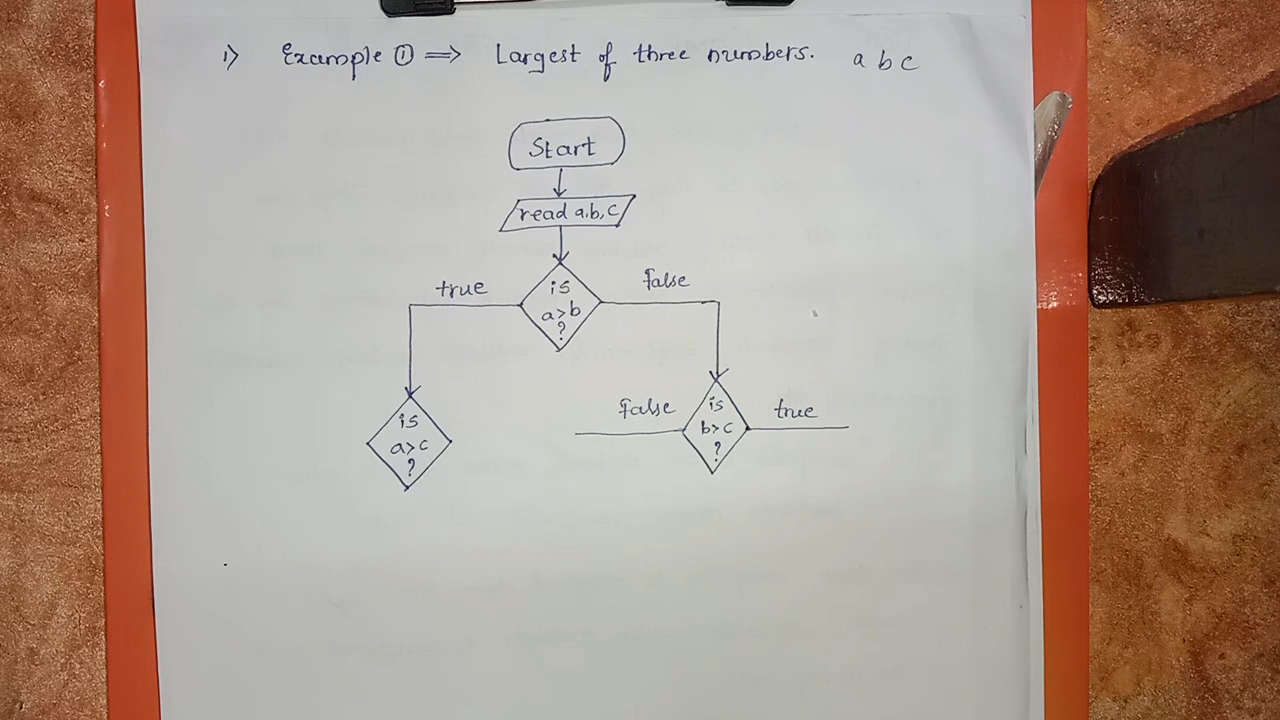 1) Example ① ⟹ Largest of three numbers. a b c
Start
read a,b,c
true
is
a>b
?
false
is
a>c
?
false
is
b>c
?
true